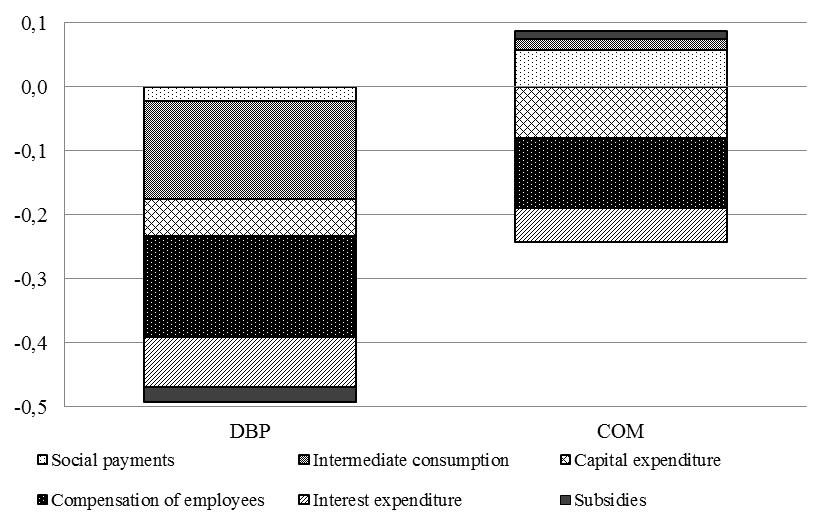 0,1
0,0
-0,1
-0,2
-0,3
-0,4
-0,5
DBP COM
Social payments Intermediate consumption Capital expenditure
Compensation of employees Interest expenditure Subsidies